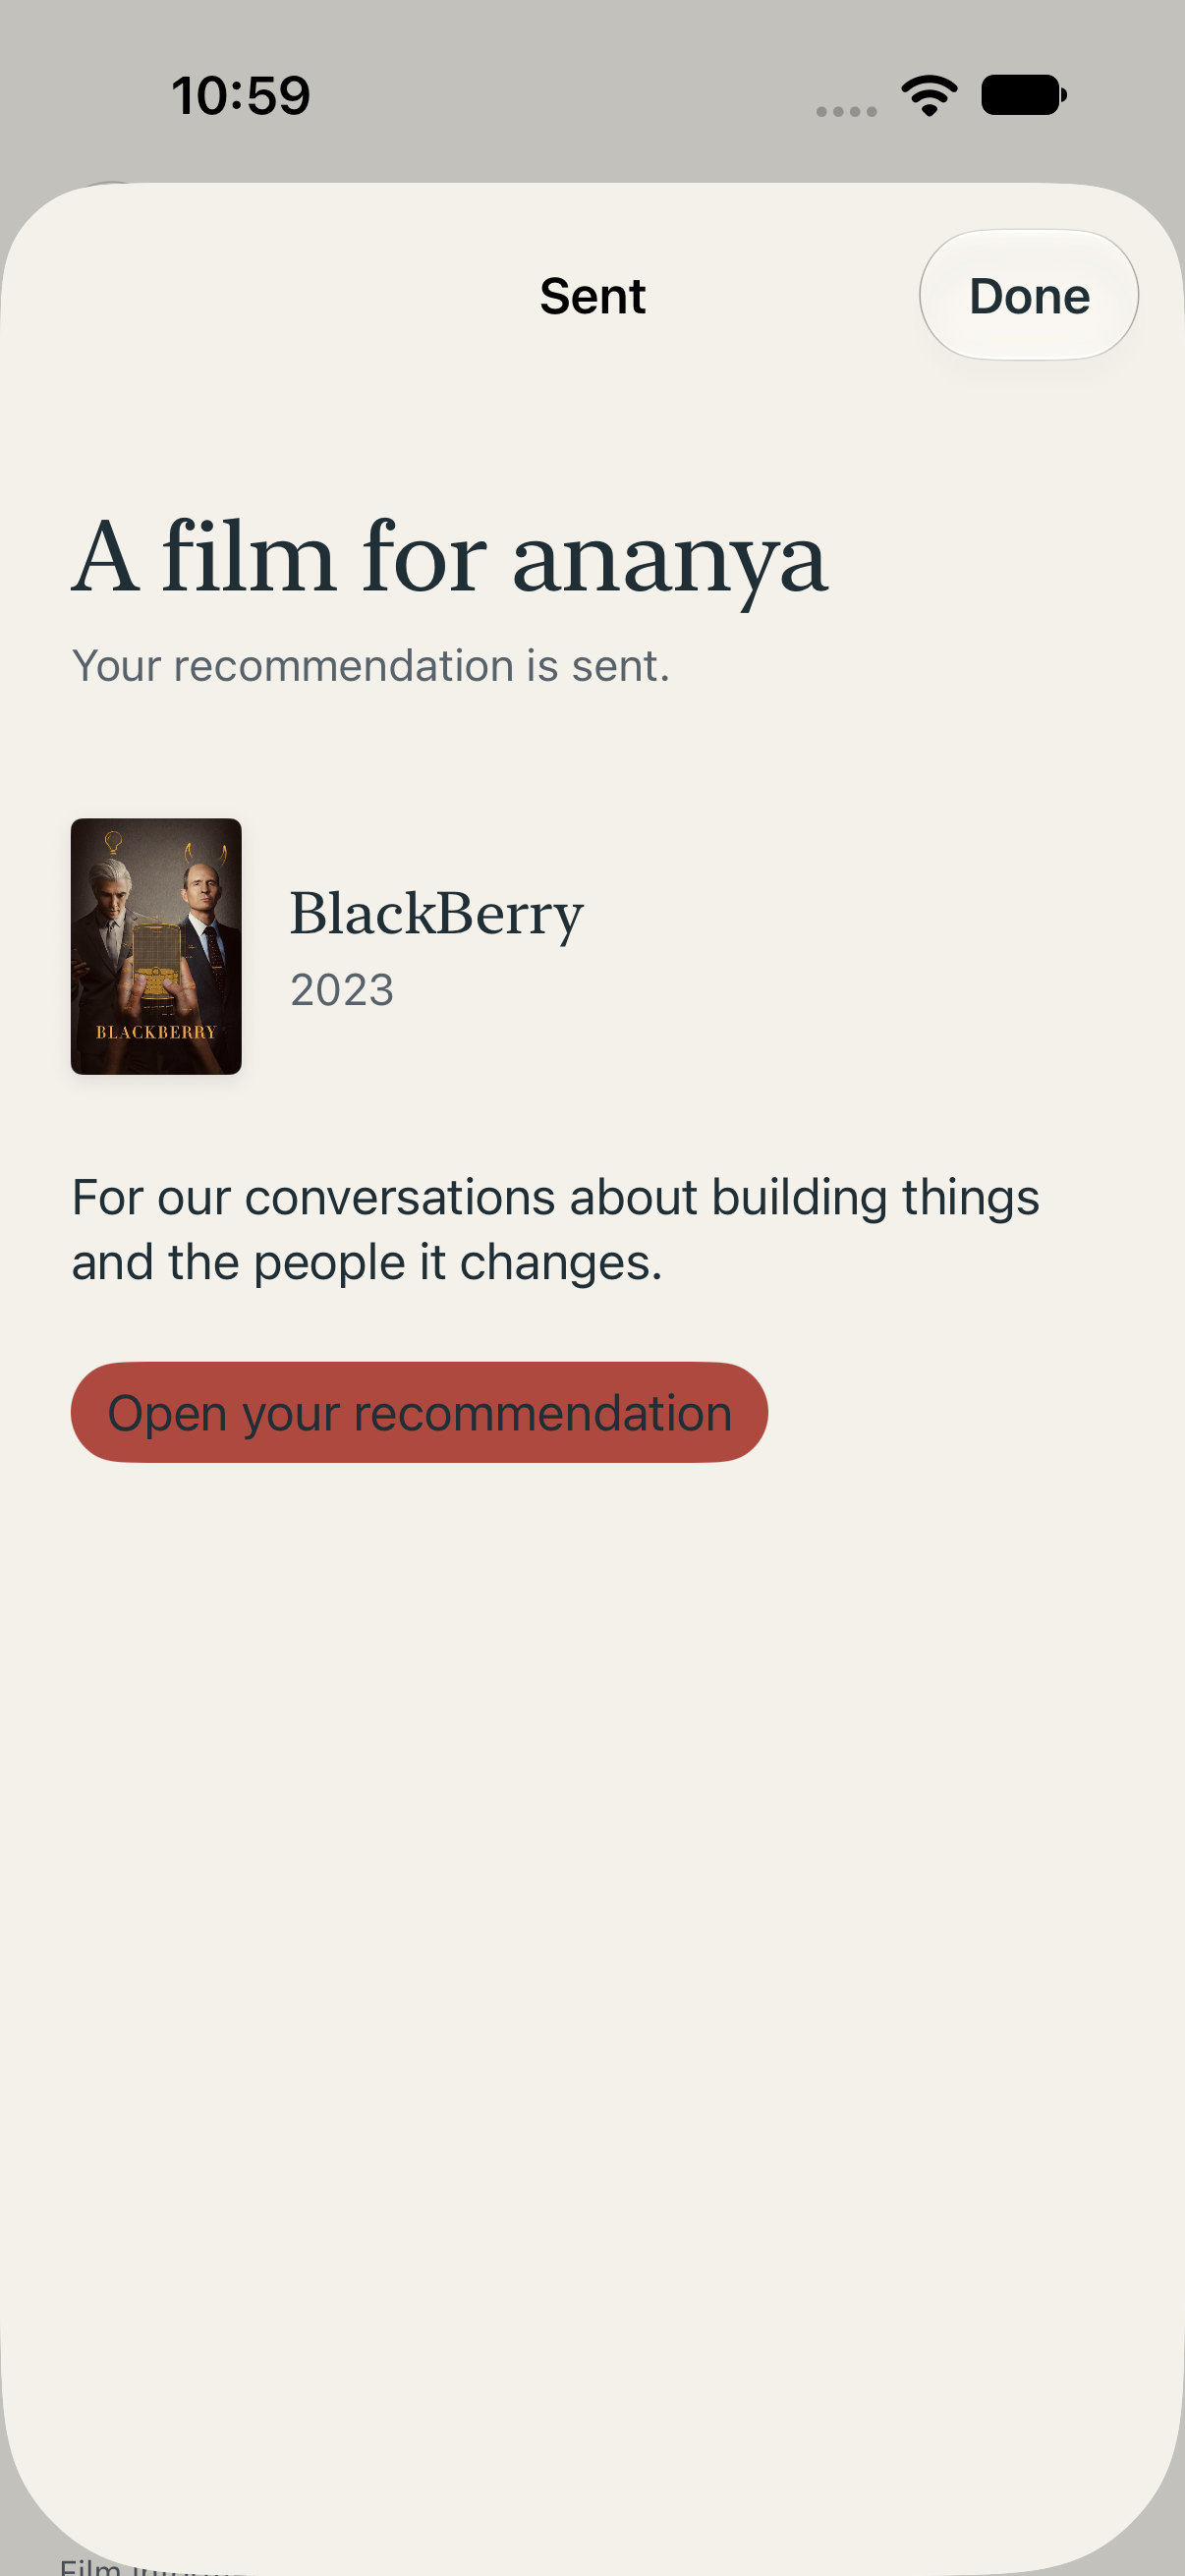 10:59
Sent
Done
A film for ananya
Your recommendation is sent.
BLACKBERRY
BlackBerry
2023
For our conversations about building things
and the people it changes.
Open your recommendation
Film